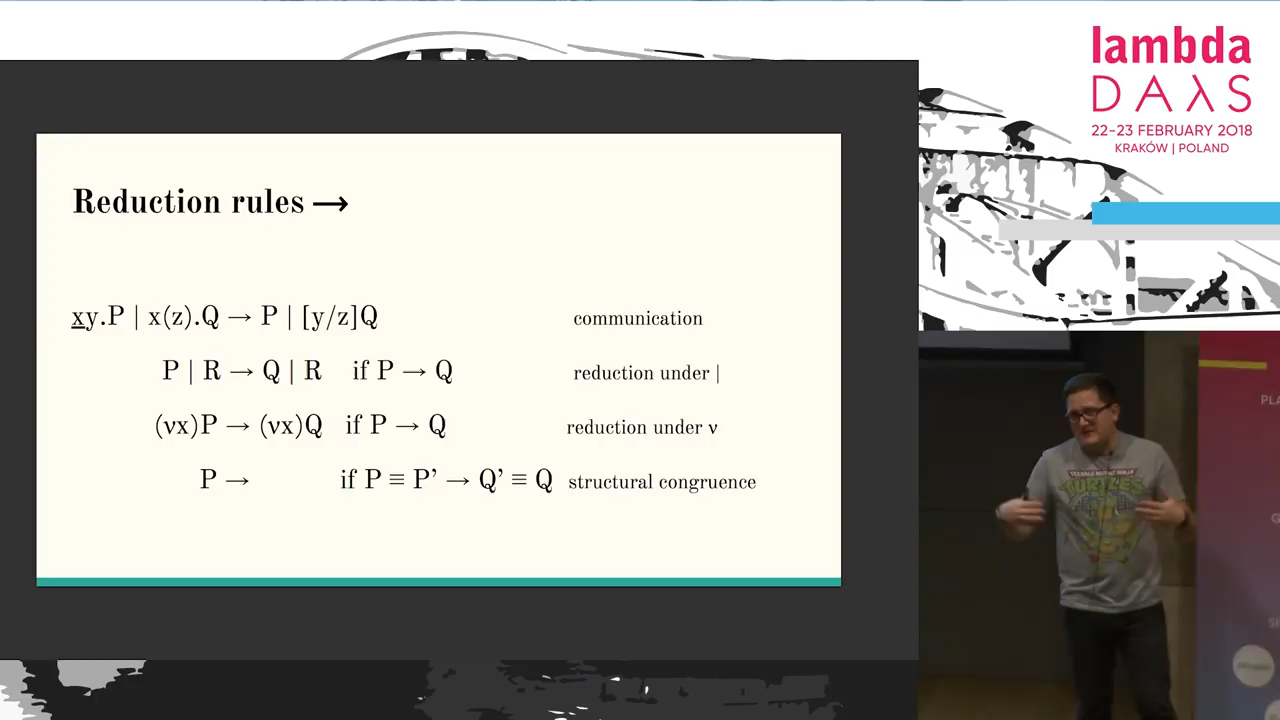 lambda
DAλS
22-23 FEBRUARY 2018
KRAKÓW | POLAND
Reduction rules →
xy.P | x(z).Q → P | [y/z]Q communication
P | R → Q | R if P → Q reduction under |
(νx)P → (νx)Q if P → Q reduction under ν
P → if P ≡ P’ → Q’ ≡ Q structural congruence
TEENAGE MUTANT NINJA
TURTLES
PLA